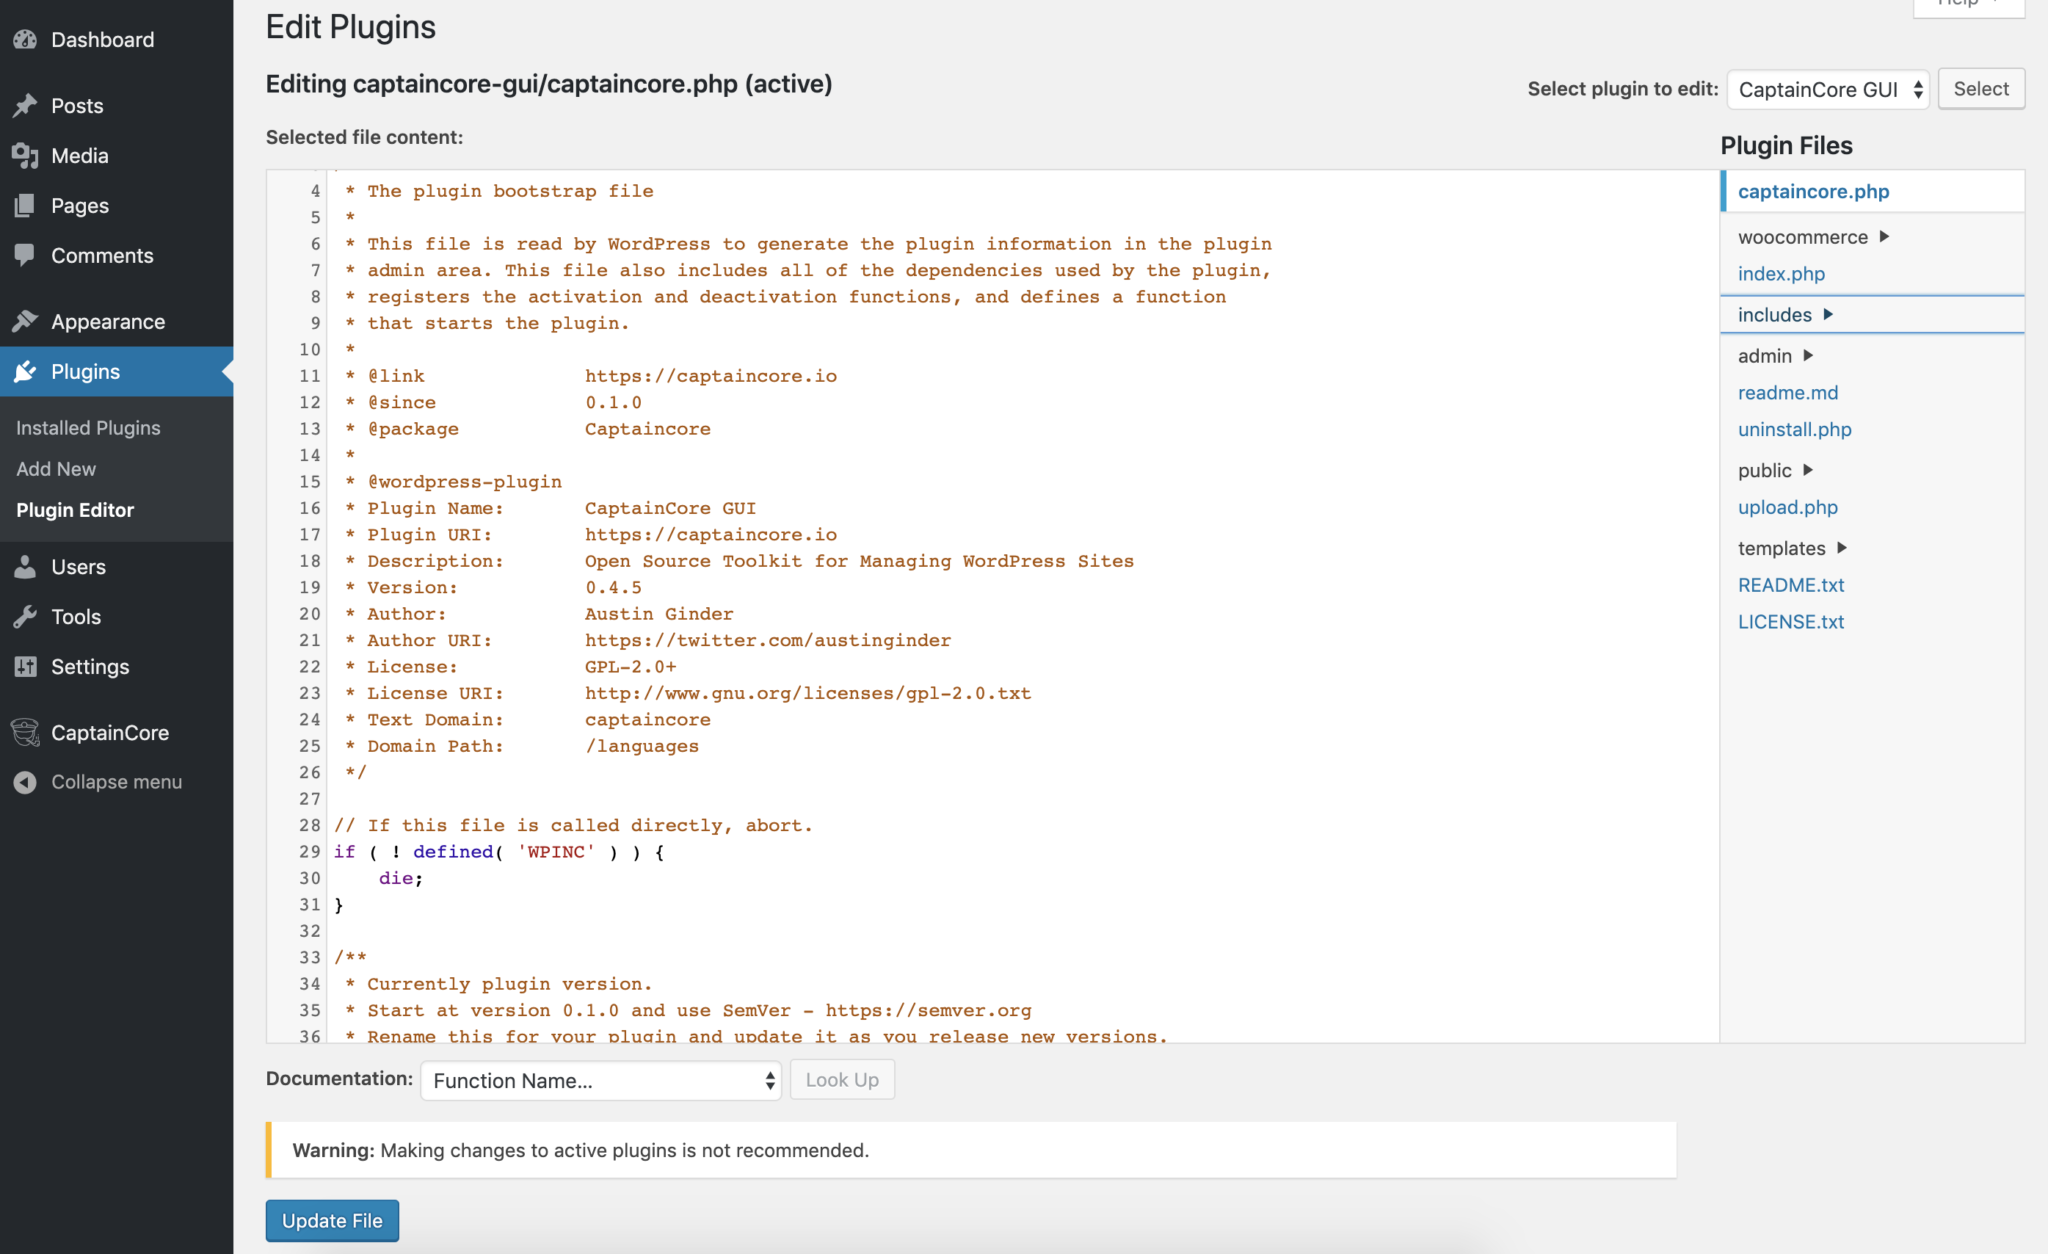 Dashboard
Posts
Media
Pages
Comments
Appearance
Plugins
Installed Plugins
Add New
Plugin Editor
Users
Tools
Settings
CaptainCore
Collapse menu
Help
Edit Plugins
Editing captaincore-gui/captaincore.php (active)
Select plugin to edit: CaptainCore GUI Select
Selected file content:
4 * The plugin bootstrap file
5 *
6 * This file is read by WordPress to generate the plugin information in the plugin
7 * admin area. This file also includes all of the dependencies used by the plugin,
8 * registers the activation and deactivation functions, and defines a function
9 * that starts the plugin.
10 *
11 * @link https://captaincore.io
12 * @since 0.1.0
13 * @package Captaincore
14 *
15 * @wordpress-plugin
16 * Plugin Name: CaptainCore GUI
17 * Plugin URI: https://captaincore.io
18 * Description: Open Source Toolkit for Managing WordPress Sites
19 * Version: 0.4.5
20 * Author: Austin Ginder
21 * Author URI: https://twitter.com/austinginder
22 * License: GPL-2.0+
23 * License URI: http://www.gnu.org/licenses/gpl-2.0.txt
24 * Text Domain: captaincore
25 * Domain Path: /languages
26 */
27
28 // If this file is called directly, abort.
29 if ( ! defined( 'WPINC' ) ) {
30 die;
31 }
32
33 /**
34 * Currently plugin version.
35 * Start at version 0.1.0 and use SemVer - https://semver.org
36 * Rename this for your plugin and update it as you release new versions.
Plugin Files
captaincore.php
woocommerce ▶
index.php
includes ▶
admin ▶
readme.md
uninstall.php
public ▶
upload.php
templates ▶
README.txt
LICENSE.txt
Documentation: Function Name... Look Up
Warning: Making changes to active plugins is not recommended.
Update File